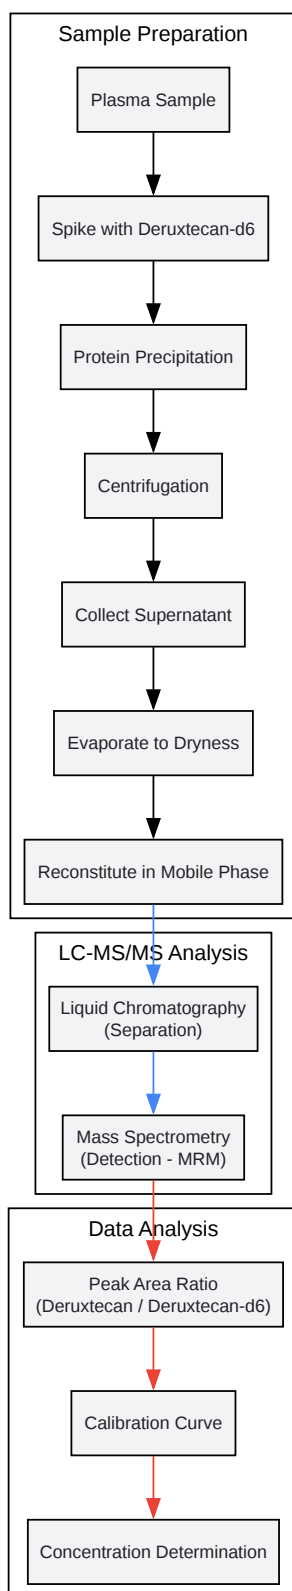 Sample Preparation
Plasma Sample
Spike with Deruxtecan-d6
Protein Precipitation
Centrifugation
Collect Supernatant
Evaporate to Dryness
Reconstitute in Mobile Phase
LC-MS/MS Analysis
Liquid Chromatography
(Separation)
Mass Spectrometry
(Detection - MRM)
Data Analysis
Peak Area Ratio
(Deruxtecan / Deruxtecan-d6)
Calibration Curve
Concentration Determination